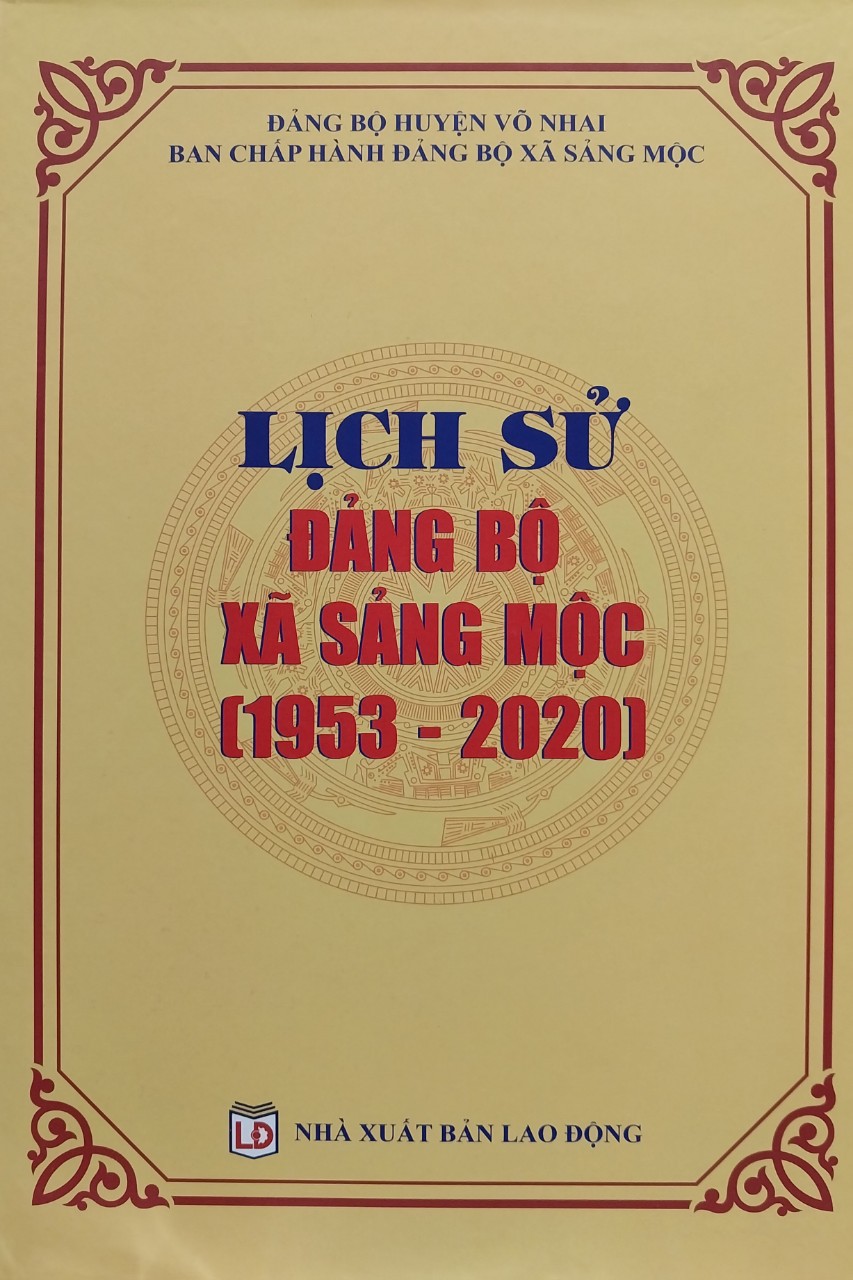 ĐẢNG BỘ HUYỆN VÕ NHAI
BAN CHẤP HÀNH ĐẢNG BỘ XÃ SẢNG MỘC
LỊCH SỬ
ĐẢNG BỘ
XÃ SẢNG MỘC
(1953 - 2020)
LĐ NHÀ XUẤT BẢN LAO ĐỘNG